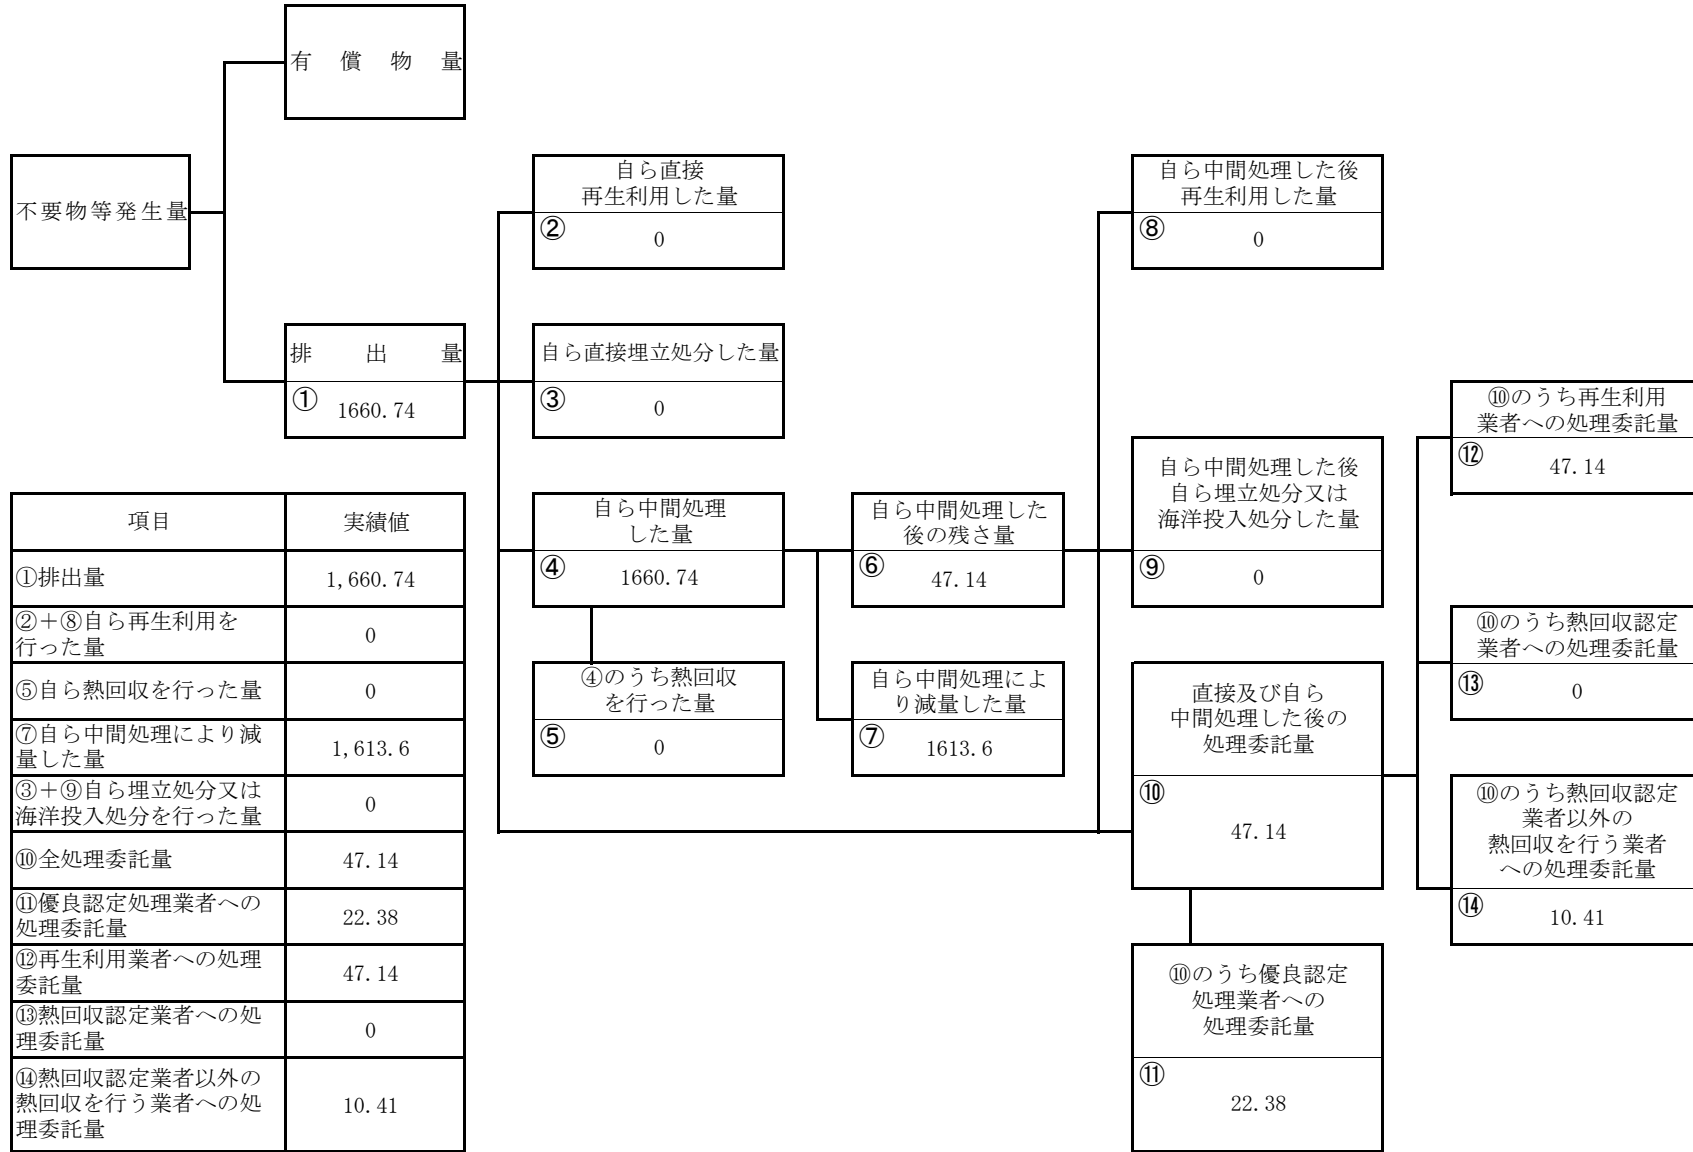 有償物量
不要物等発生量
排出量
① 1660.74
自ら直接
再生利用した量
② 0
自ら直接埋立処分した量
③ 0
自ら中間処理
した量
④ 1660.74
④のうち熱回収
を行った量
⑤ 0
自ら中間処理した
後の残さ量
⑥ 47.14
自ら中間処理によ
り減量した量
⑦ 1613.6
自ら中間処理した後
再生利用した量
⑧ 0
自ら中間処理した後
自ら埋立処分又は
海洋投入処分した量
⑨ 0
直接及び自ら
中間処理した後の
処理委託量
⑩
47.14
⑩のうち優良認定
処理業者への
処理委託量
⑪
22.38
⑩のうち再生利用
業者への処理委託量
⑫ 47.14
⑩のうち熱回収認定
業者への処理委託量
⑬ 0
⑩のうち熱回収認定
業者以外の
熱回収を行う業者
への処理委託量
⑭ 10.41
項目 実績値
①排出量 1,660.74
②＋⑧自ら再生利用を
行った量 0
⑤自ら熱回収を行った量 0
⑦自ら中間処理により減
量した量 1,613.6
③＋⑨自ら埋立処分又は
海洋投入処分を行った量 0
⑩全処理委託量 47.14
⑪優良認定処理業者への
処理委託量 22.38
⑫再生利用業者への処理
委託量 47.14
⑬熱回収認定業者への処
理委託量 0
⑭熱回収認定業者以外の
熱回収を行う業者への処
理委託量 10.41